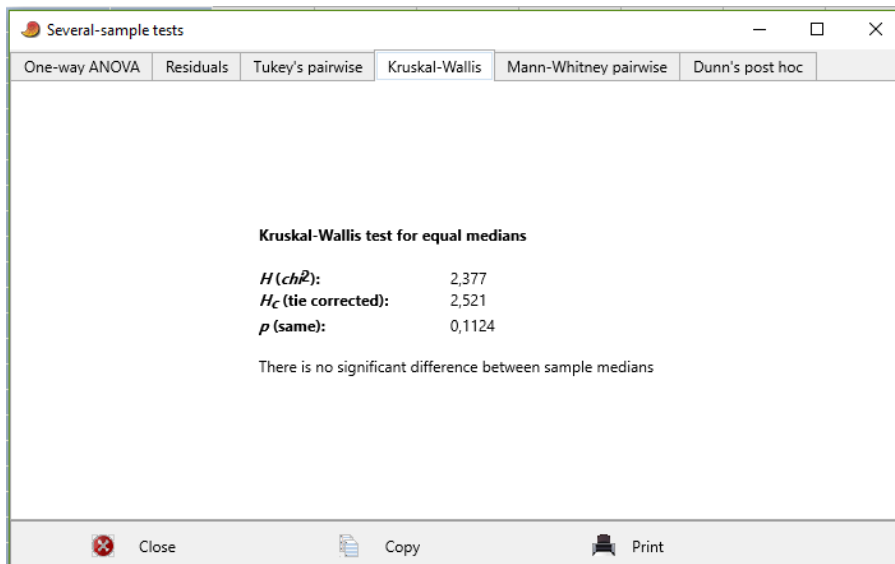 Several-sample tests
One-way ANOVA Residuals Tukey's pairwise Kruskal-Wallis Mann-Whitney pairwise Dunn's post hoc
Kruskal-Wallis test for equal medians
H (chi2): 2,377
Hc (tie corrected): 2,521
p (same): 0,1124
There is no significant difference between sample medians
Close Copy Print